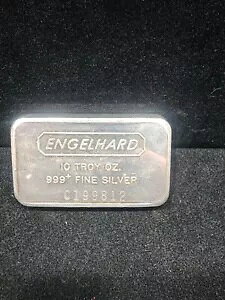 ENGELHARD
10 TROY OZ.
999+ FINE SILVER
C199812